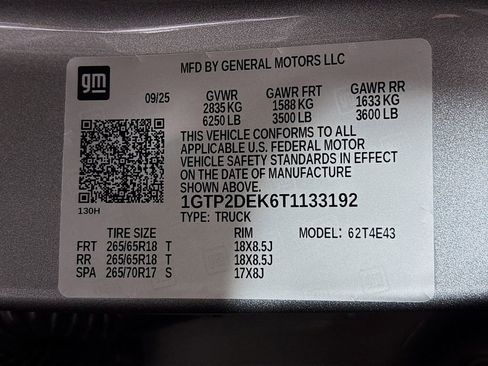 gm
MFD BY GENERAL MOTORS LLC
09/25 GVWR GAWR FRT GAWR RR
2835 KG 1588 KG 1633 KG
6250 LB 3500 LB 3600 LB
THIS VEHICLE CONFORMS TO ALL
APPLICABLE U.S. FEDERAL MOTOR
VEHICLE SAFETY STANDARDS IN EFFECT
ON THE DATE OF MANUFACTURE
SHOWN ABOVE.
130H
1GTP2DEK6T1133192
TYPE: TRUCK
TIRE SIZE RIM MODEL: 62T4E43
FRT 265/65R18 T 18X8.5J
RR 265/65R18 T 18X8.5J
SPA 265/70R17 S 17X8J